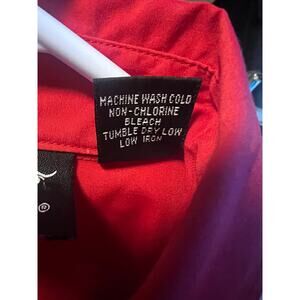 MACHINE WASH COLD
NON-CHLORINE
BLEACH
TUMBLE DRY LOW
LOW IRON
®